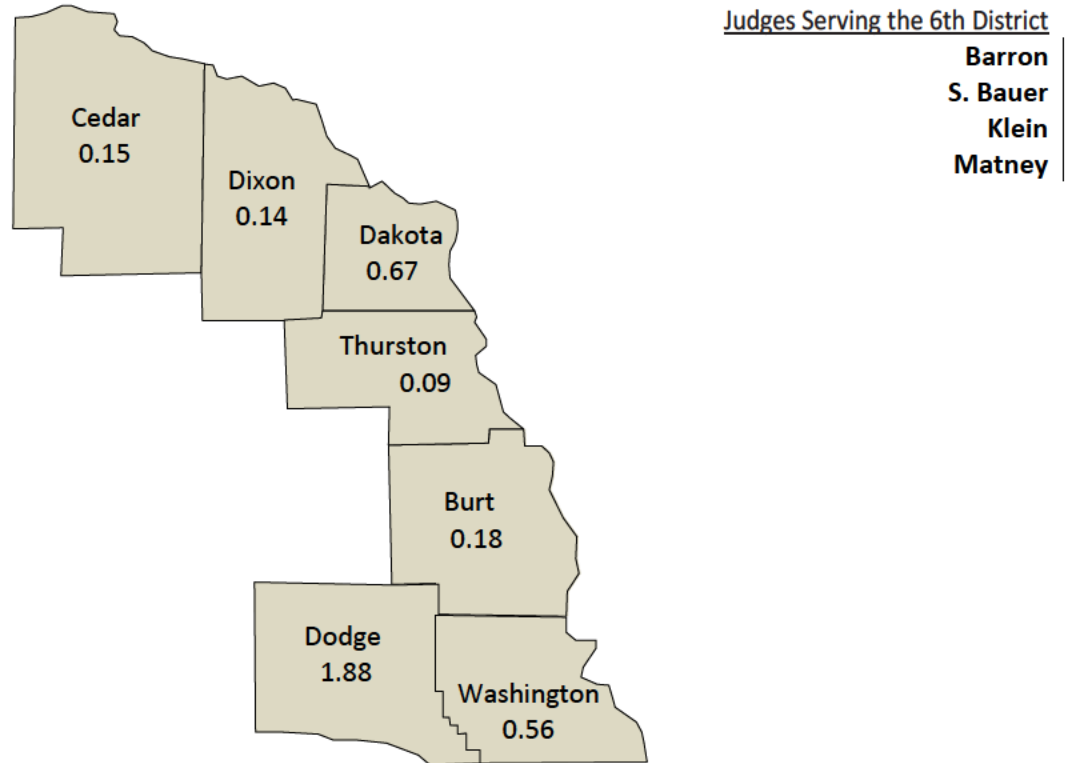 Judges Serving the 6th District
Barron
S. Bauer
Klein
Matney
Cedar
0.15
Dixon
0.14
Dakota
0.67
Thurston
0.09
Burt
0.18
Dodge
1.88
Washington
0.56